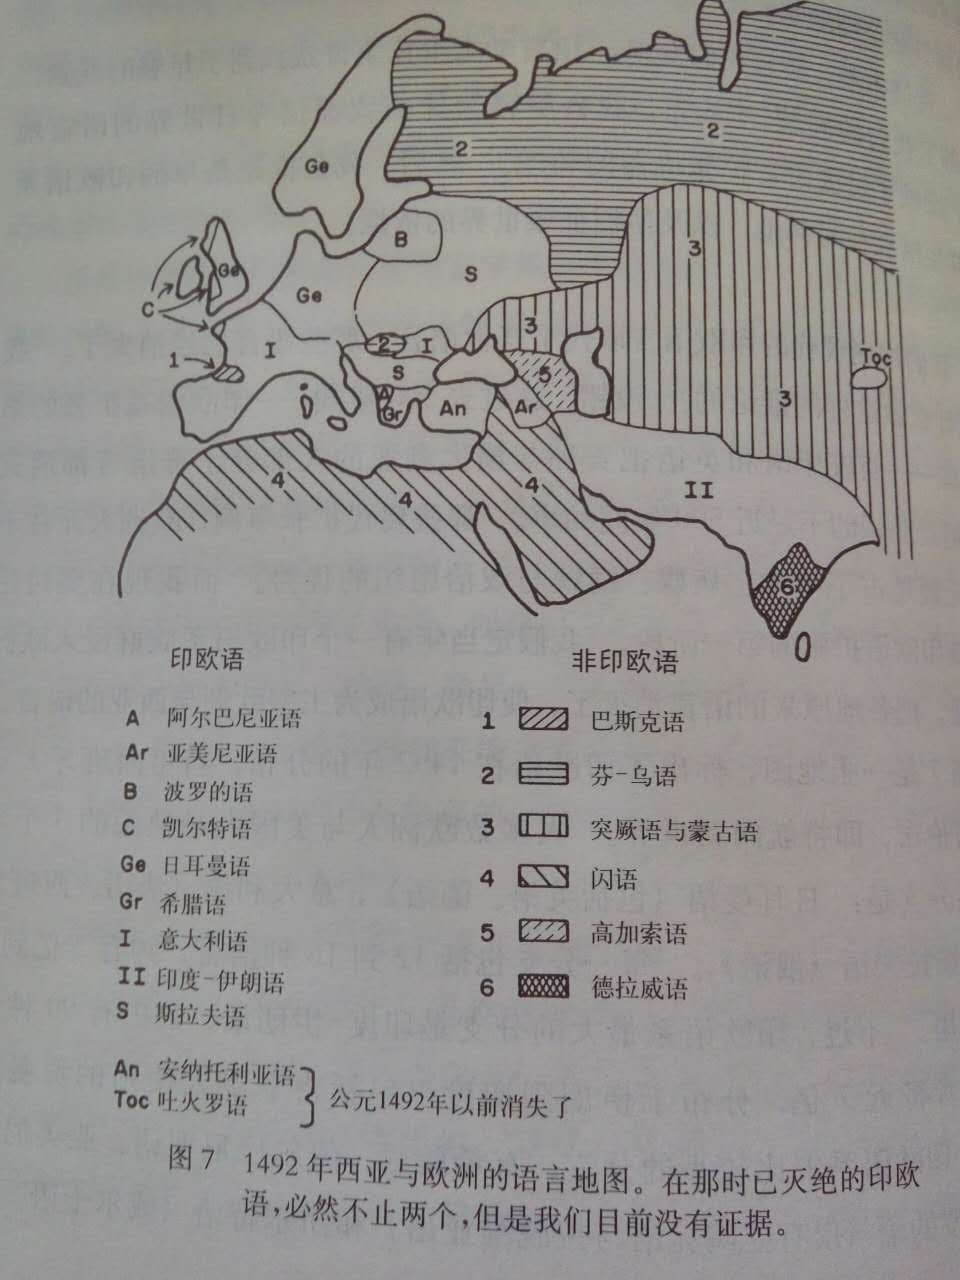 2
2
Ge
3
B
S
Ge
Ge
C
3
2
I
I
1
S
Toc
5
A
Gr
An
Ar
3
4
4
4
II
6
印欧语
A 阿尔巴尼亚语
Ar 亚美尼亚语
B 波罗的语
C 凯尔特语
Ge 日耳曼语
Gr 希腊语
I 意大利语
II 印度-伊朗语
S 斯拉夫语
An 安纳托利亚语
Toc 吐火罗语
公元1492年以前消失了
非印欧语
1 巴斯克语
2 芬-乌语
3 突厥语与蒙古语
4 闪语
5 高加索语
6 德拉威语
图7 1492年西亚与欧洲的语言地图。在那时已灭绝的印欧
语,必然不止两个,但是我们目前没有证据。